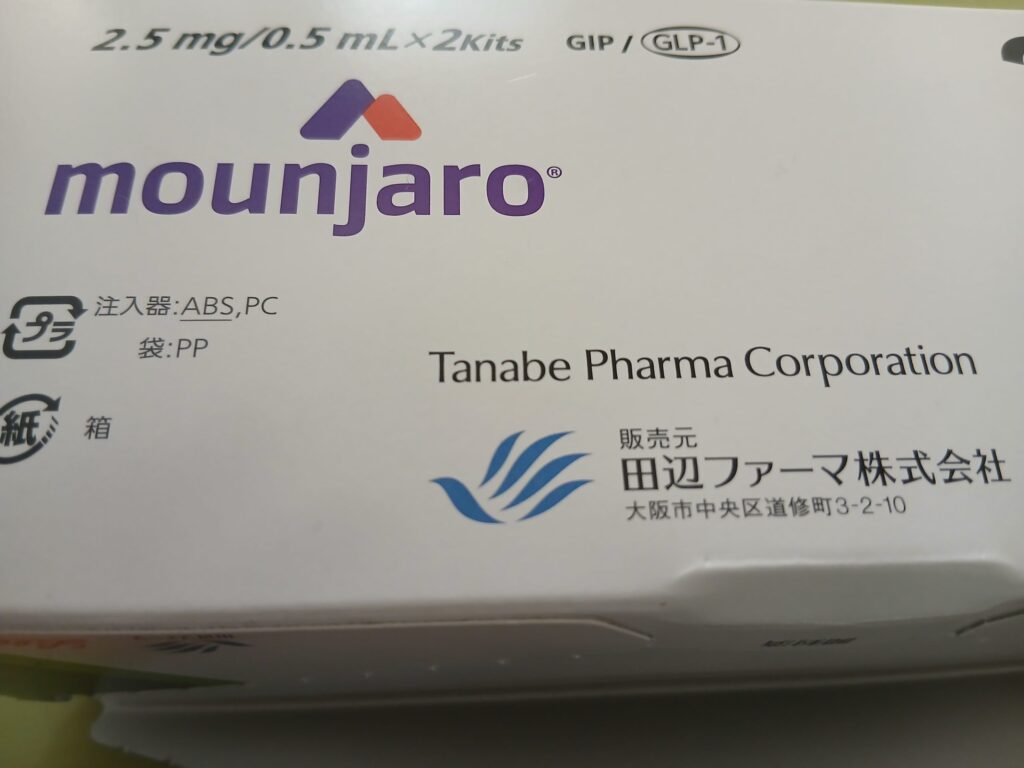 2.5 mg/0.5 mL×2Kits GIP / GLP-1
mounjaro®
プラ 注入器:ABS,PC
袋:PP
紙 箱
Tanabe Pharma Corporation
販売元
田辺ファーマ株式会社
大阪市中央区道修町3-2-10